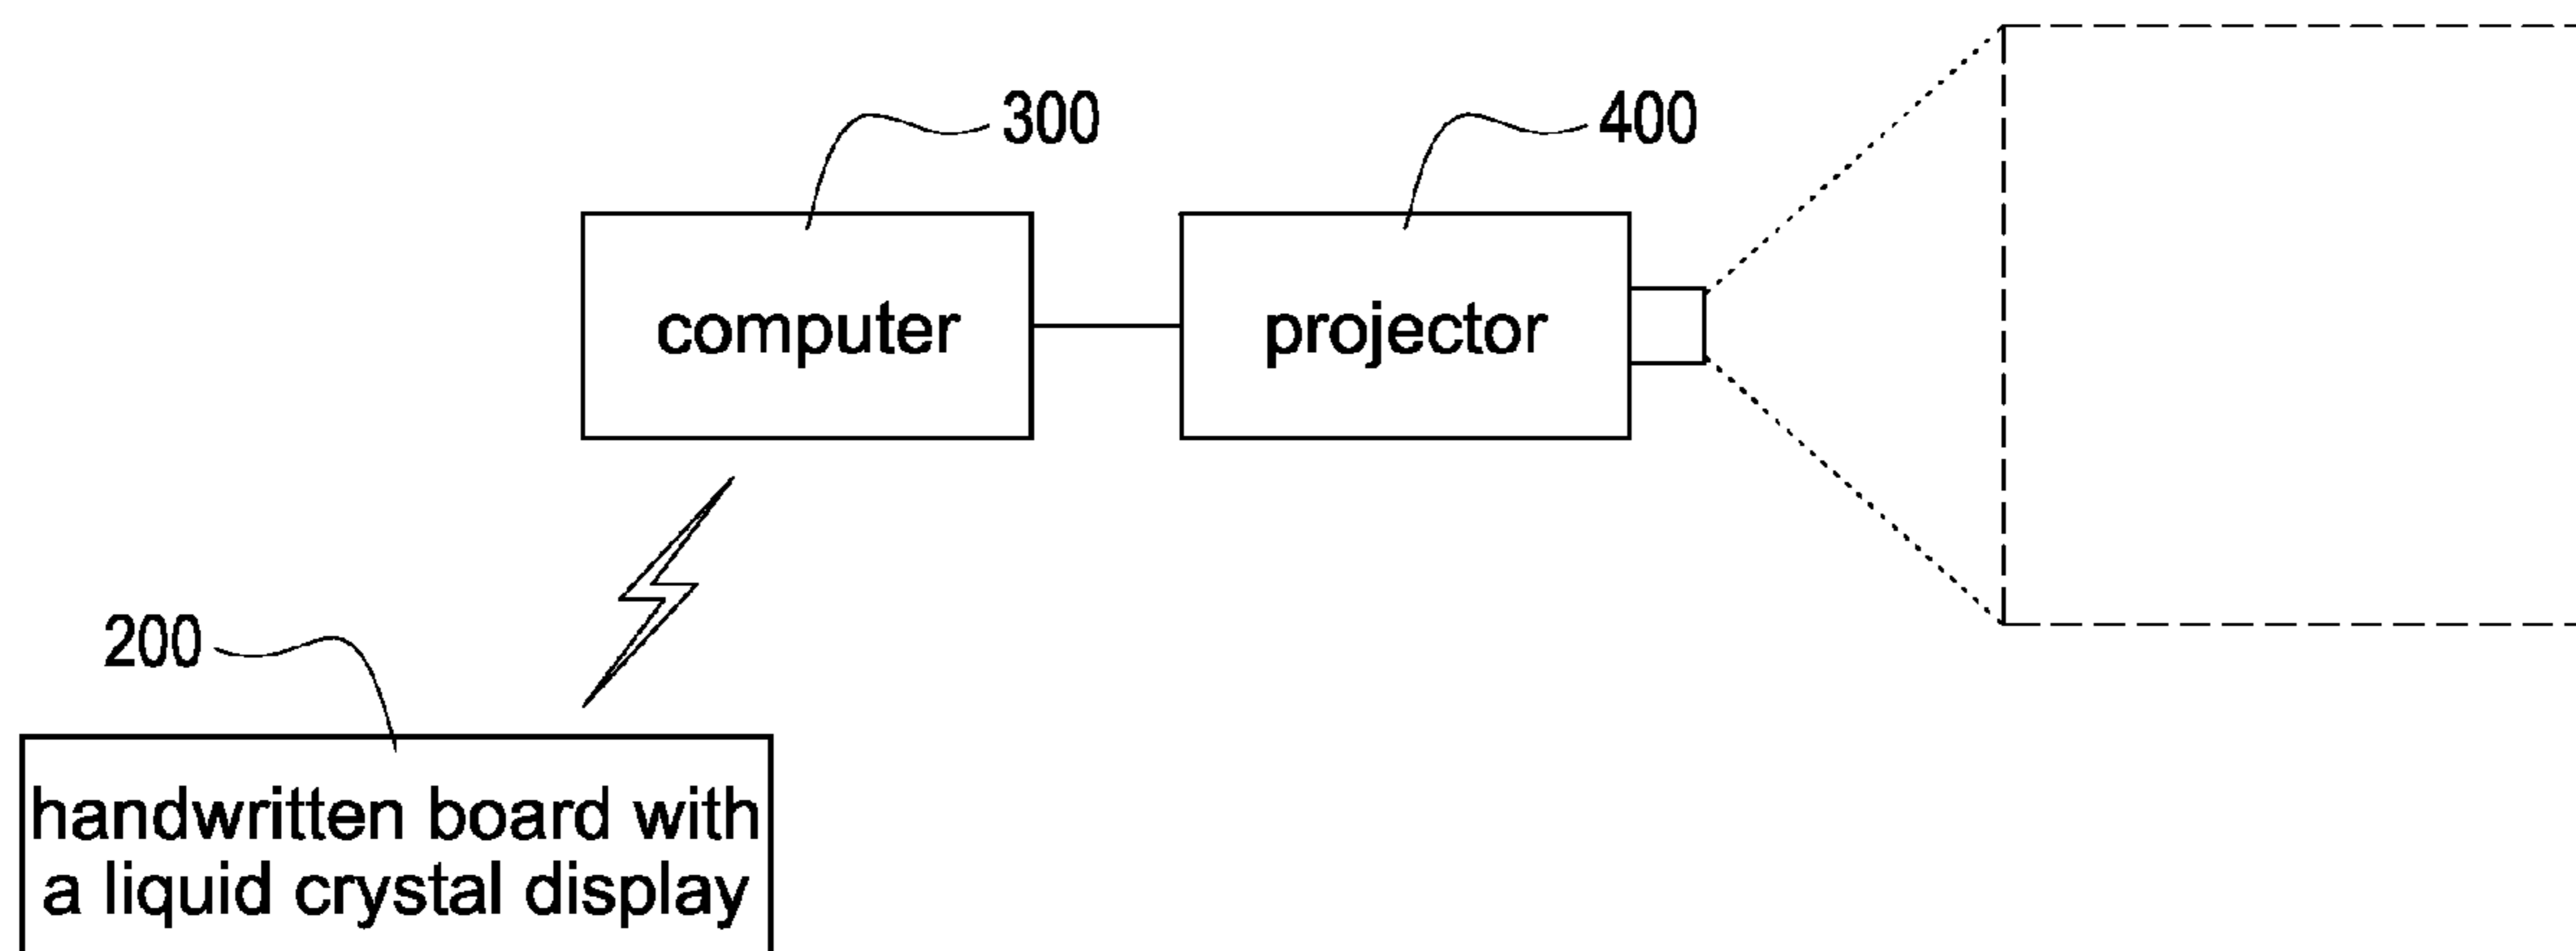 300
400
computer
projector
200
handwritten board with
a liquid crystal display